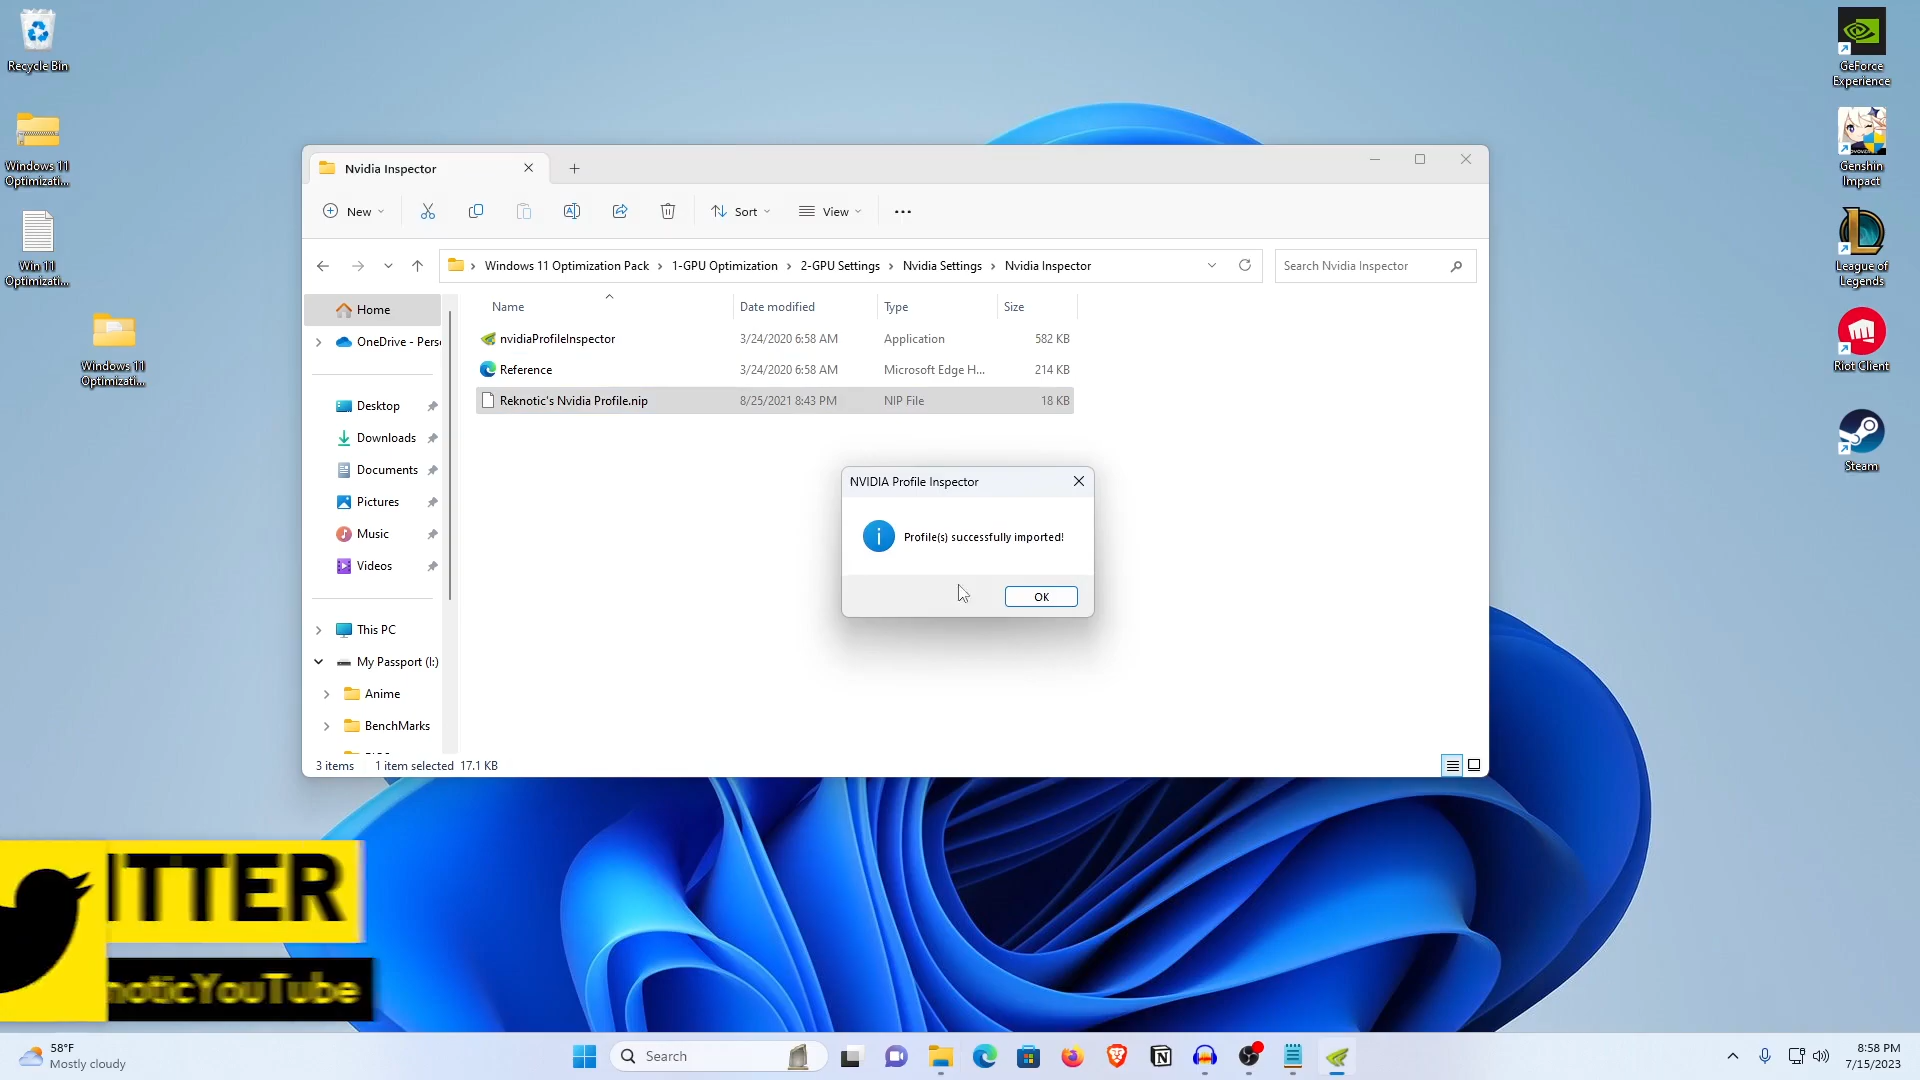 Recycle Bin
Windows 11
Optimizati...
Win 11
Optimizati...
Windows 11
Optimizati...
GeForce
Experience
Genshin
Impact
League of
Legends
Riot Client
Steam
Nvidia Inspector
New
Sort
View
Windows 11 Optimization Pack
1-GPU Optimization
2-GPU Settings
Nvidia Settings
Nvidia Inspector
Search Nvidia Inspector
Home
OneDrive - Pers
Desktop
Downloads
Documents
Pictures
Music
Videos
This PC
My Passport (I:)
Anime
BenchMarks
Name Date modified Type Size
nvidiaProfileInspector 3/24/2020 6:58 AM Application 582 KB
Reference 3/24/2020 6:58 AM Microsoft Edge H... 214 KB
Reknotic's Nvidia Profile.nip 8/25/2021 8:43 PM NIP File 18 KB
NVIDIA Profile Inspector
Profile(s) successfully imported!
OK
3 items 1 item selected 17.1 KB
ITTER
noticYouTube
58°F
Mostly cloudy
Search
8:58 PM
7/15/2023